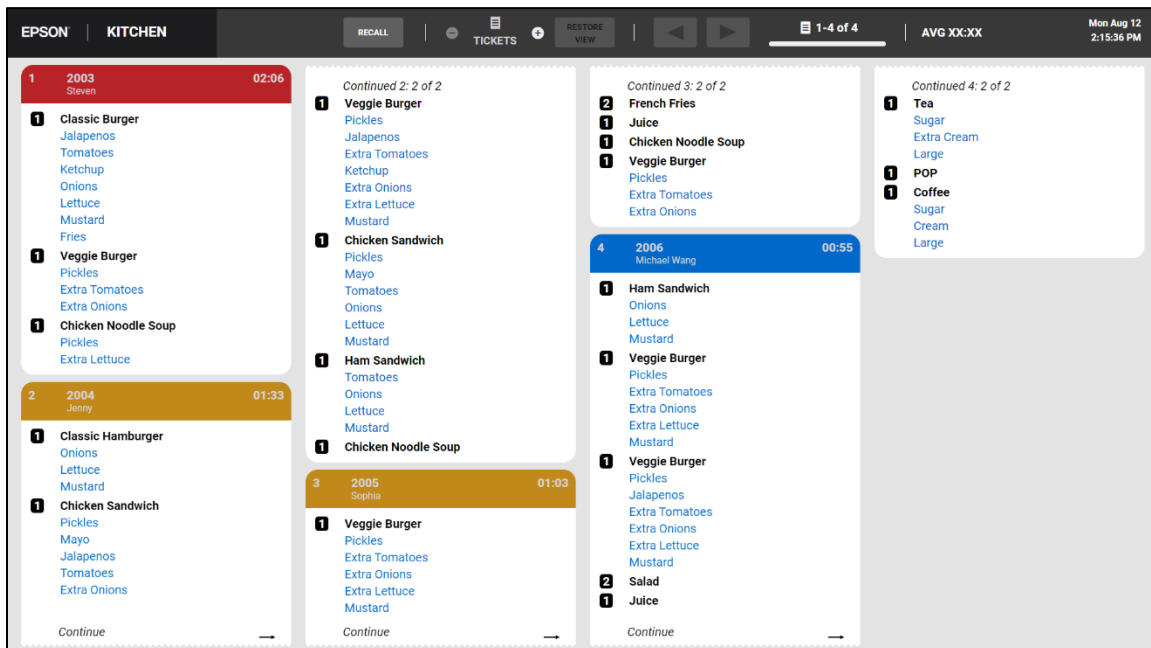 EPSON KITCHEN
RECALL
TICKETS
RESTORE VIEW
1-4 of 4
AVG XX:XX
Mon Aug 12
2:15:36 PM
1 2003 02:06
Steven
1 Classic Burger
Jalapenos
Tomatoes
Ketchup
Onions
Lettuce
Mustard
Fries
1 Veggie Burger
Pickles
Extra Tomatoes
Extra Onions
1 Chicken Noodle Soup
Pickles
Extra Lettuce
2 2004 01:33
Jenny
1 Classic Hamburger
Onions
Lettuce
Mustard
1 Chicken Sandwich
Pickles
Mayo
Jalapenos
Tomatoes
Extra Onions
Continue
Continued 2: 2 of 2
1 Veggie Burger
Pickles
Jalapenos
Extra Tomatoes
Ketchup
Extra Onions
Extra Lettuce
Mustard
1 Chicken Sandwich
Pickles
Mayo
Tomatoes
Onions
Lettuce
Mustard
1 Ham Sandwich
Tomatoes
Onions
Lettuce
Mustard
1 Chicken Noodle Soup
3 2005 01:03
Sophia
1 Veggie Burger
Pickles
Extra Tomatoes
Extra Onions
Extra Lettuce
Mustard
Continue
Continued 3: 2 of 2
2 French Fries
1 Juice
1 Chicken Noodle Soup
1 Veggie Burger
Pickles
Extra Tomatoes
Extra Onions
4 2006 00:55
Michael Wang
1 Ham Sandwich
Onions
Lettuce
Mustard
1 Veggie Burger
Pickles
Extra Tomatoes
Extra Onions
Extra Lettuce
Mustard
1 Veggie Burger
Pickles
Jalapenos
Extra Tomatoes
Extra Onions
Extra Lettuce
Mustard
2 Salad
1 Juice
Continue
Continued 4: 2 of 2
1 Tea
Sugar
Extra Cream
Large
1 POP
1 Coffee
Sugar
Cream
Large